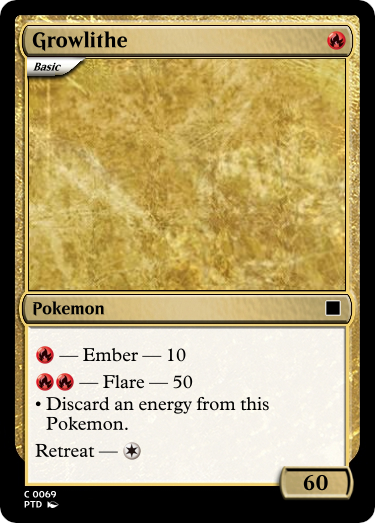 Growlithe
Basic
Pokemon
— Ember — 10
— Flare — 50
• Discard an energy from this
Pokemon.
Retreat —
60
C 0069
PTD